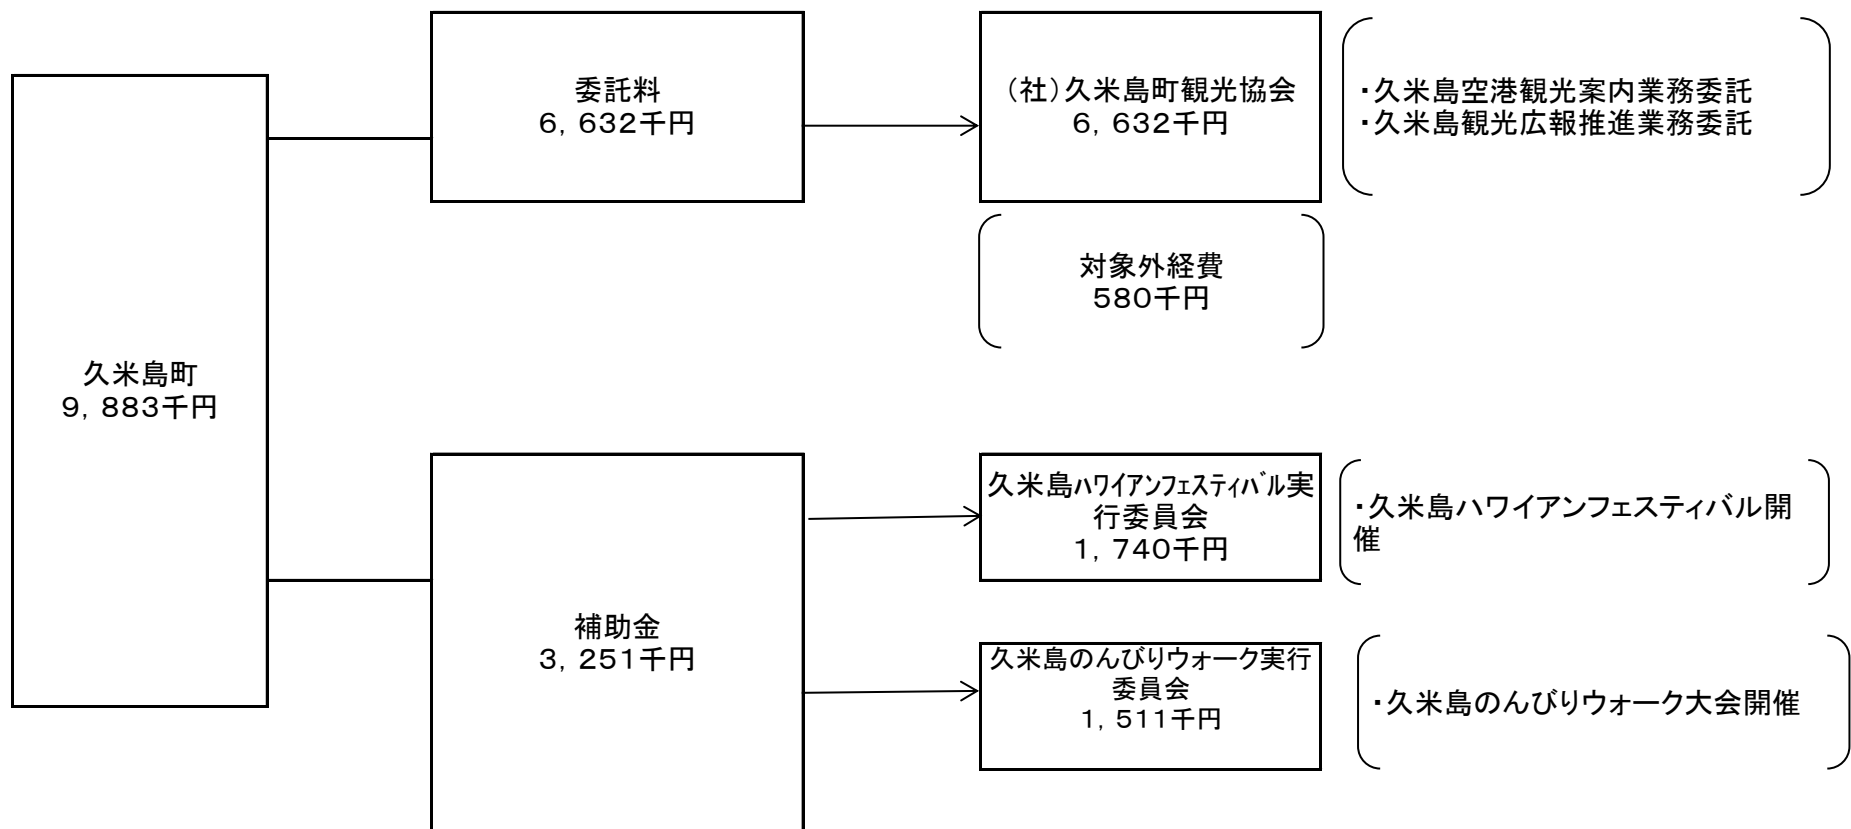 久米島町
9，883千円
委託料
6，632千円
（社）久米島町観光協会
6，632千円
・久米島空港観光案内業務委託
・久米島観光広報推進業務委託
対象外経費
580千円
補助金
3，251千円
久米島ﾊﾜｲｱﾝﾌｪｽﾃｨﾊﾞﾙ実
行委員会
1，740千円
・久米島ハワイアンフェスティバル開
催
久米島のんびりウォーク実行
委員会
1，511千円
・久米島のんびりウォーク大会開催